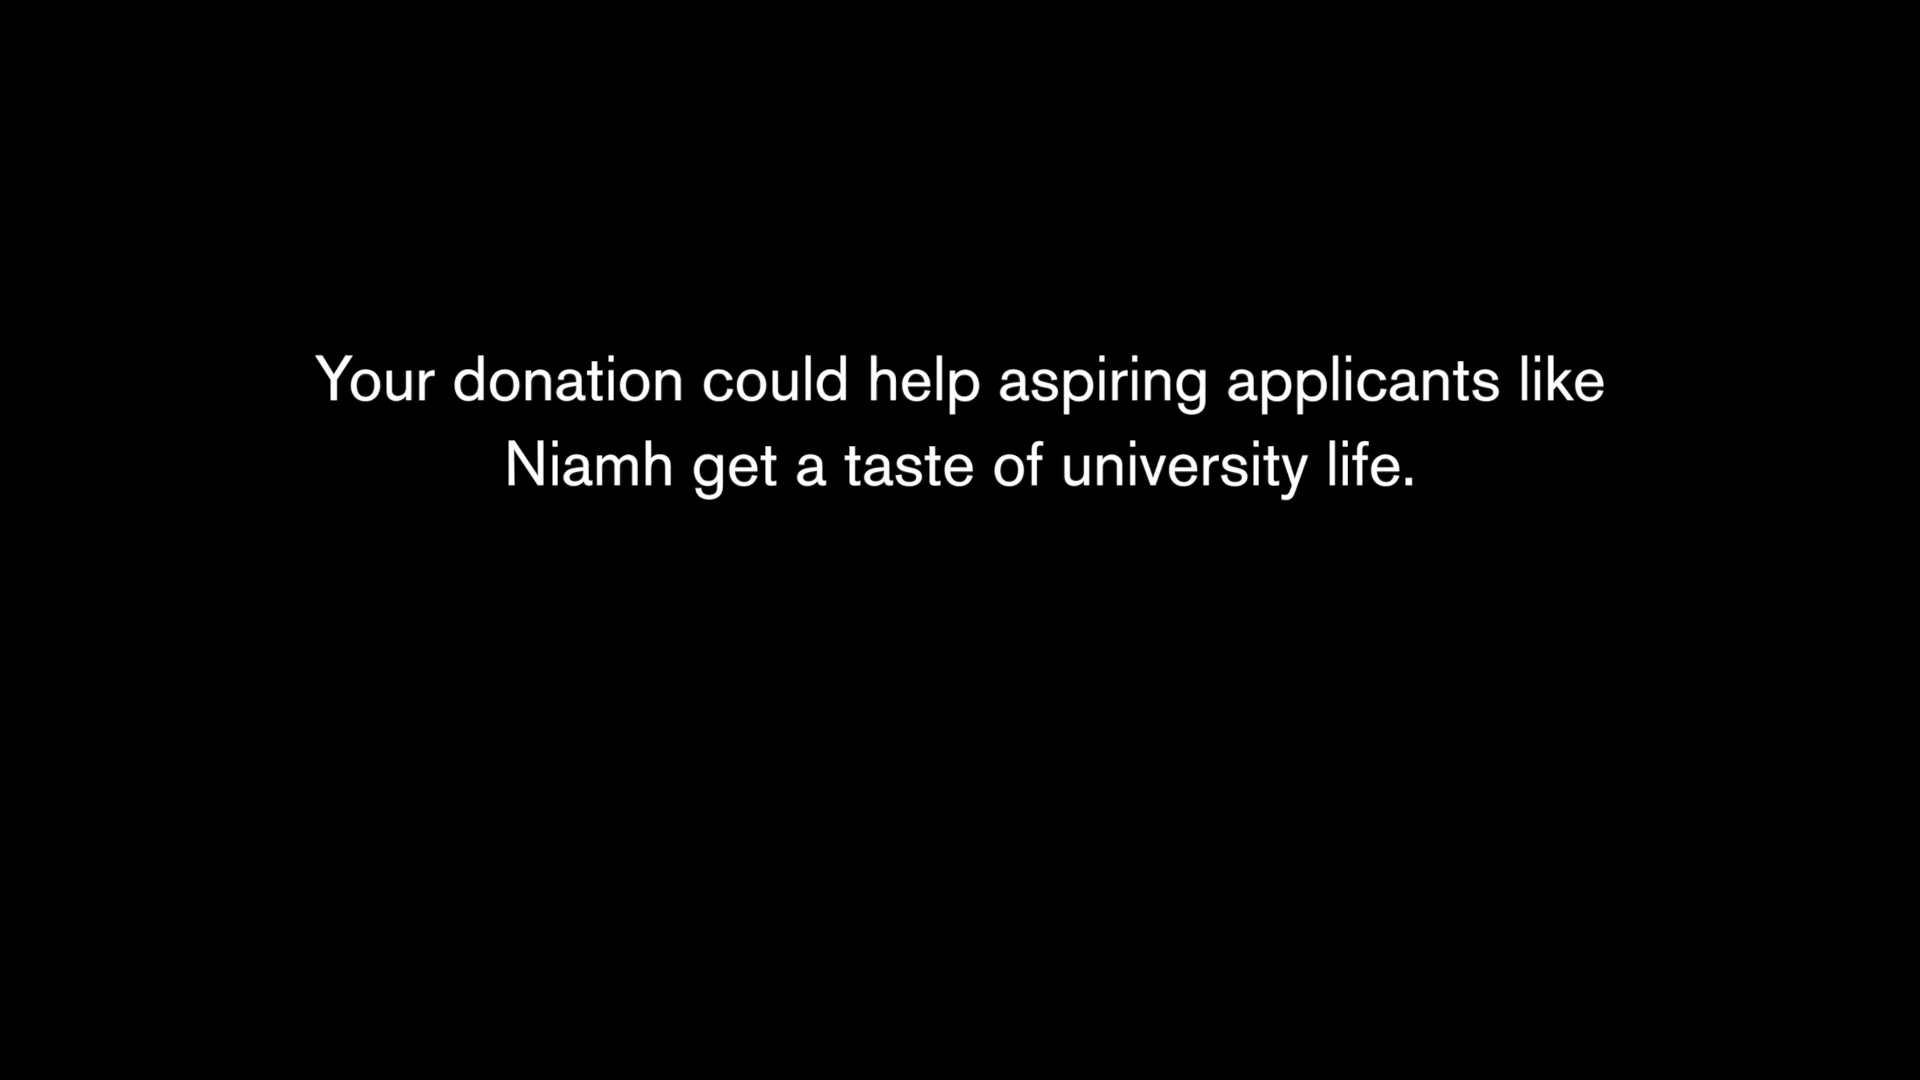 Your donation could help aspiring applicants like
Niamh get a taste of university life.